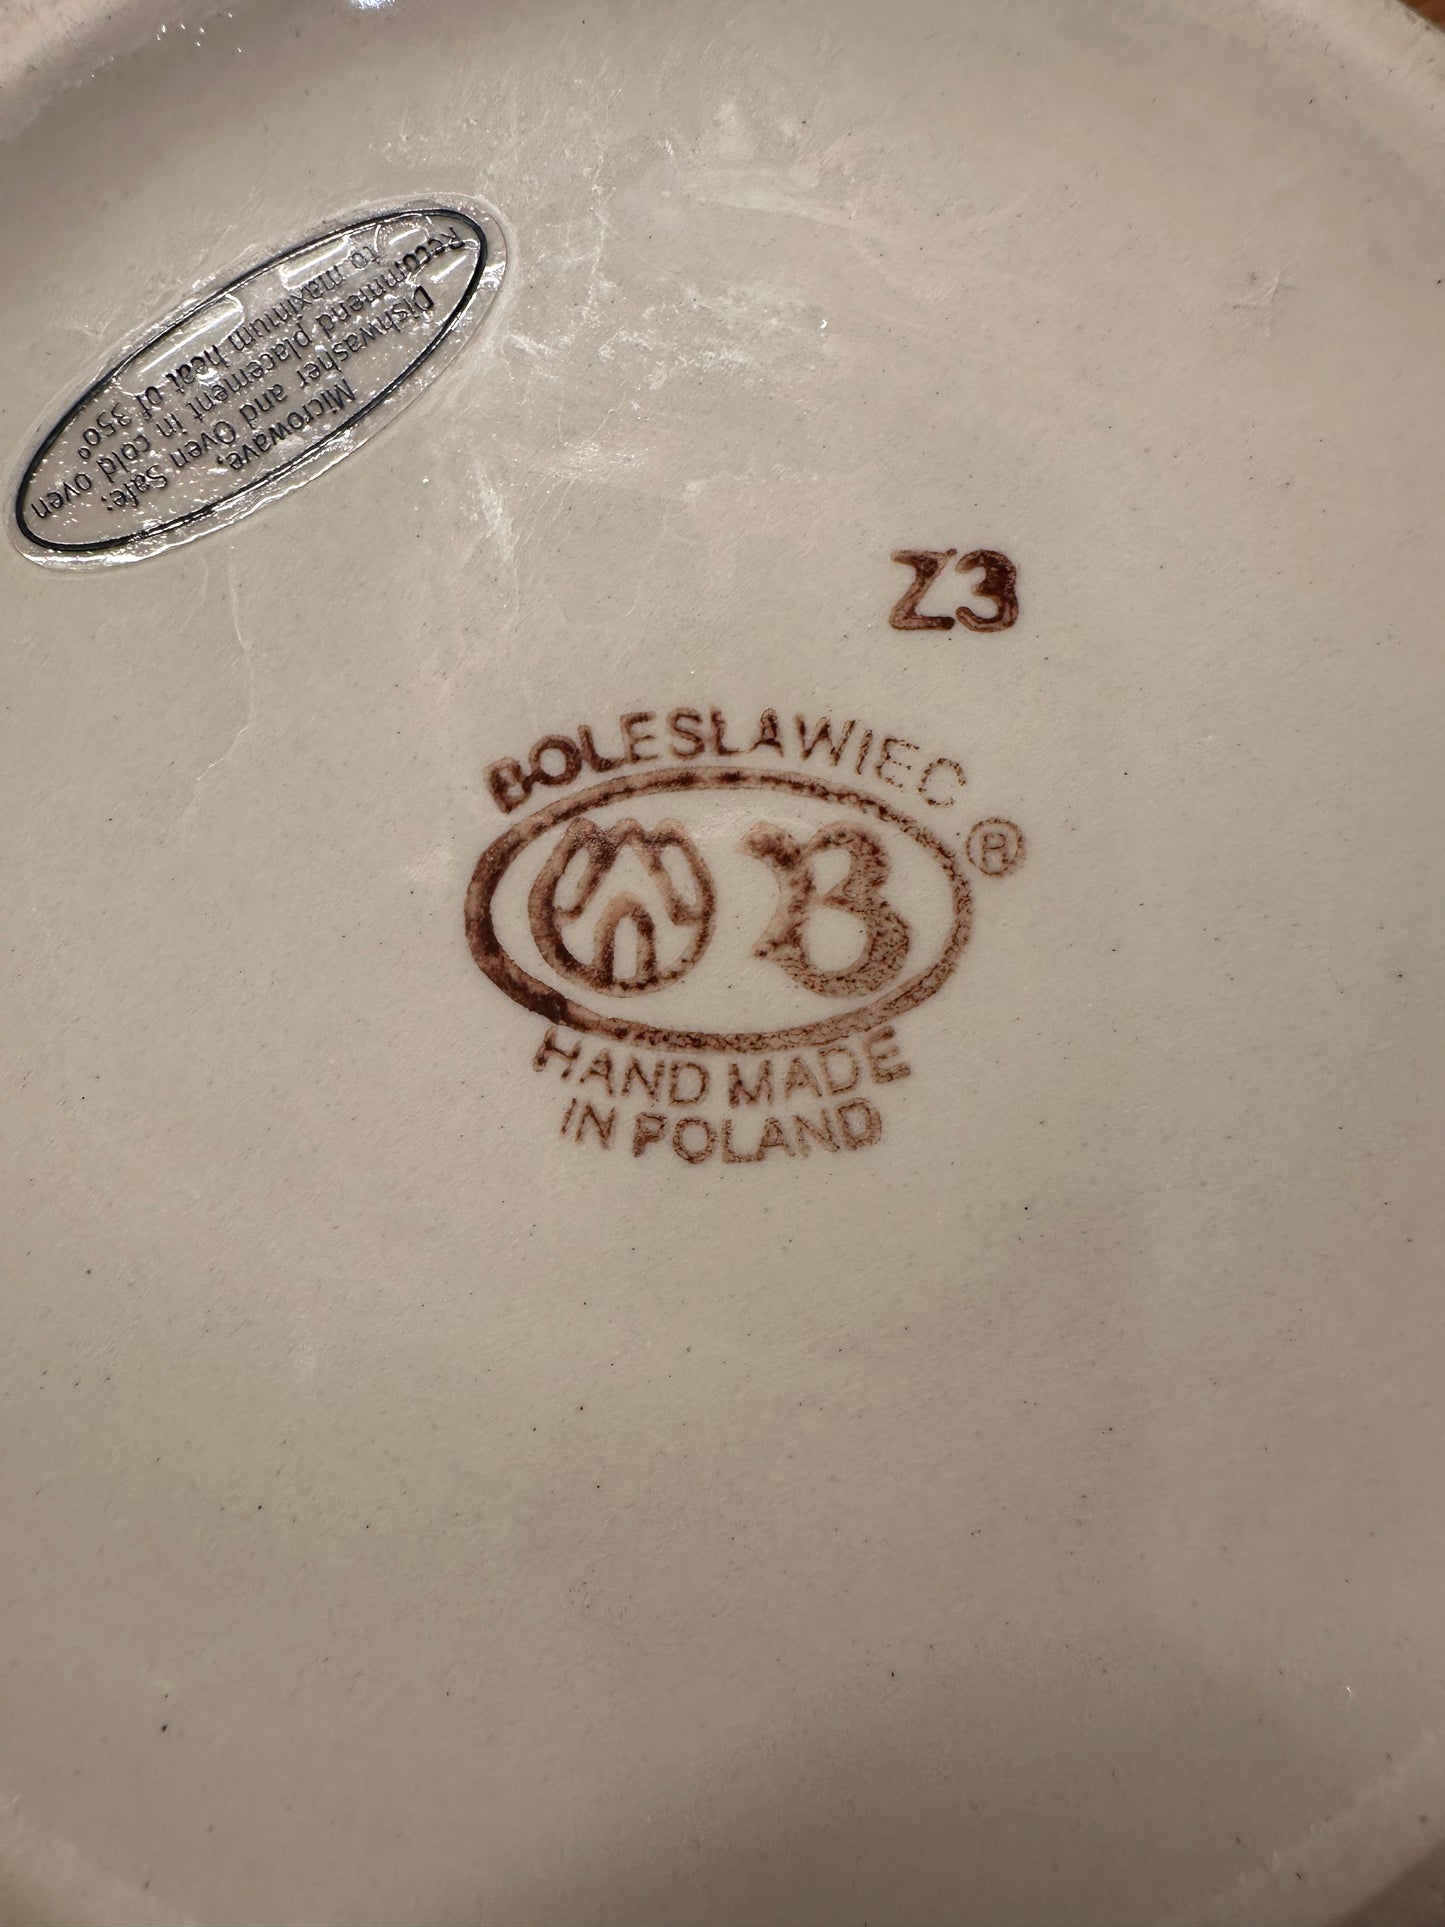 Microwave,
Dishwasher and Oven Safe:
Recommend placement in cold oven
to maximum heat of 350°
Z3
BOLESŁAWIEC
®
B
HAND MADE
IN POLAND